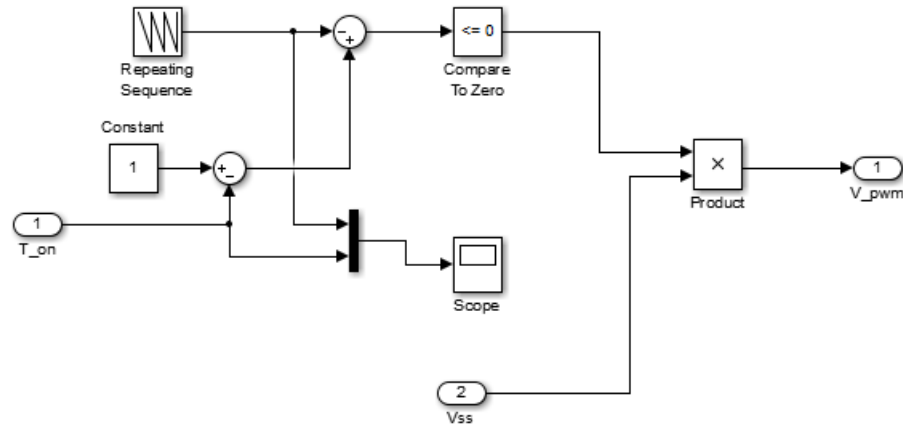 <= 0
Repeating
Sequence
Compare
To Zero
Constant
1
1
T_on
×
Product
1
V_pwm
Scope
2
Vss